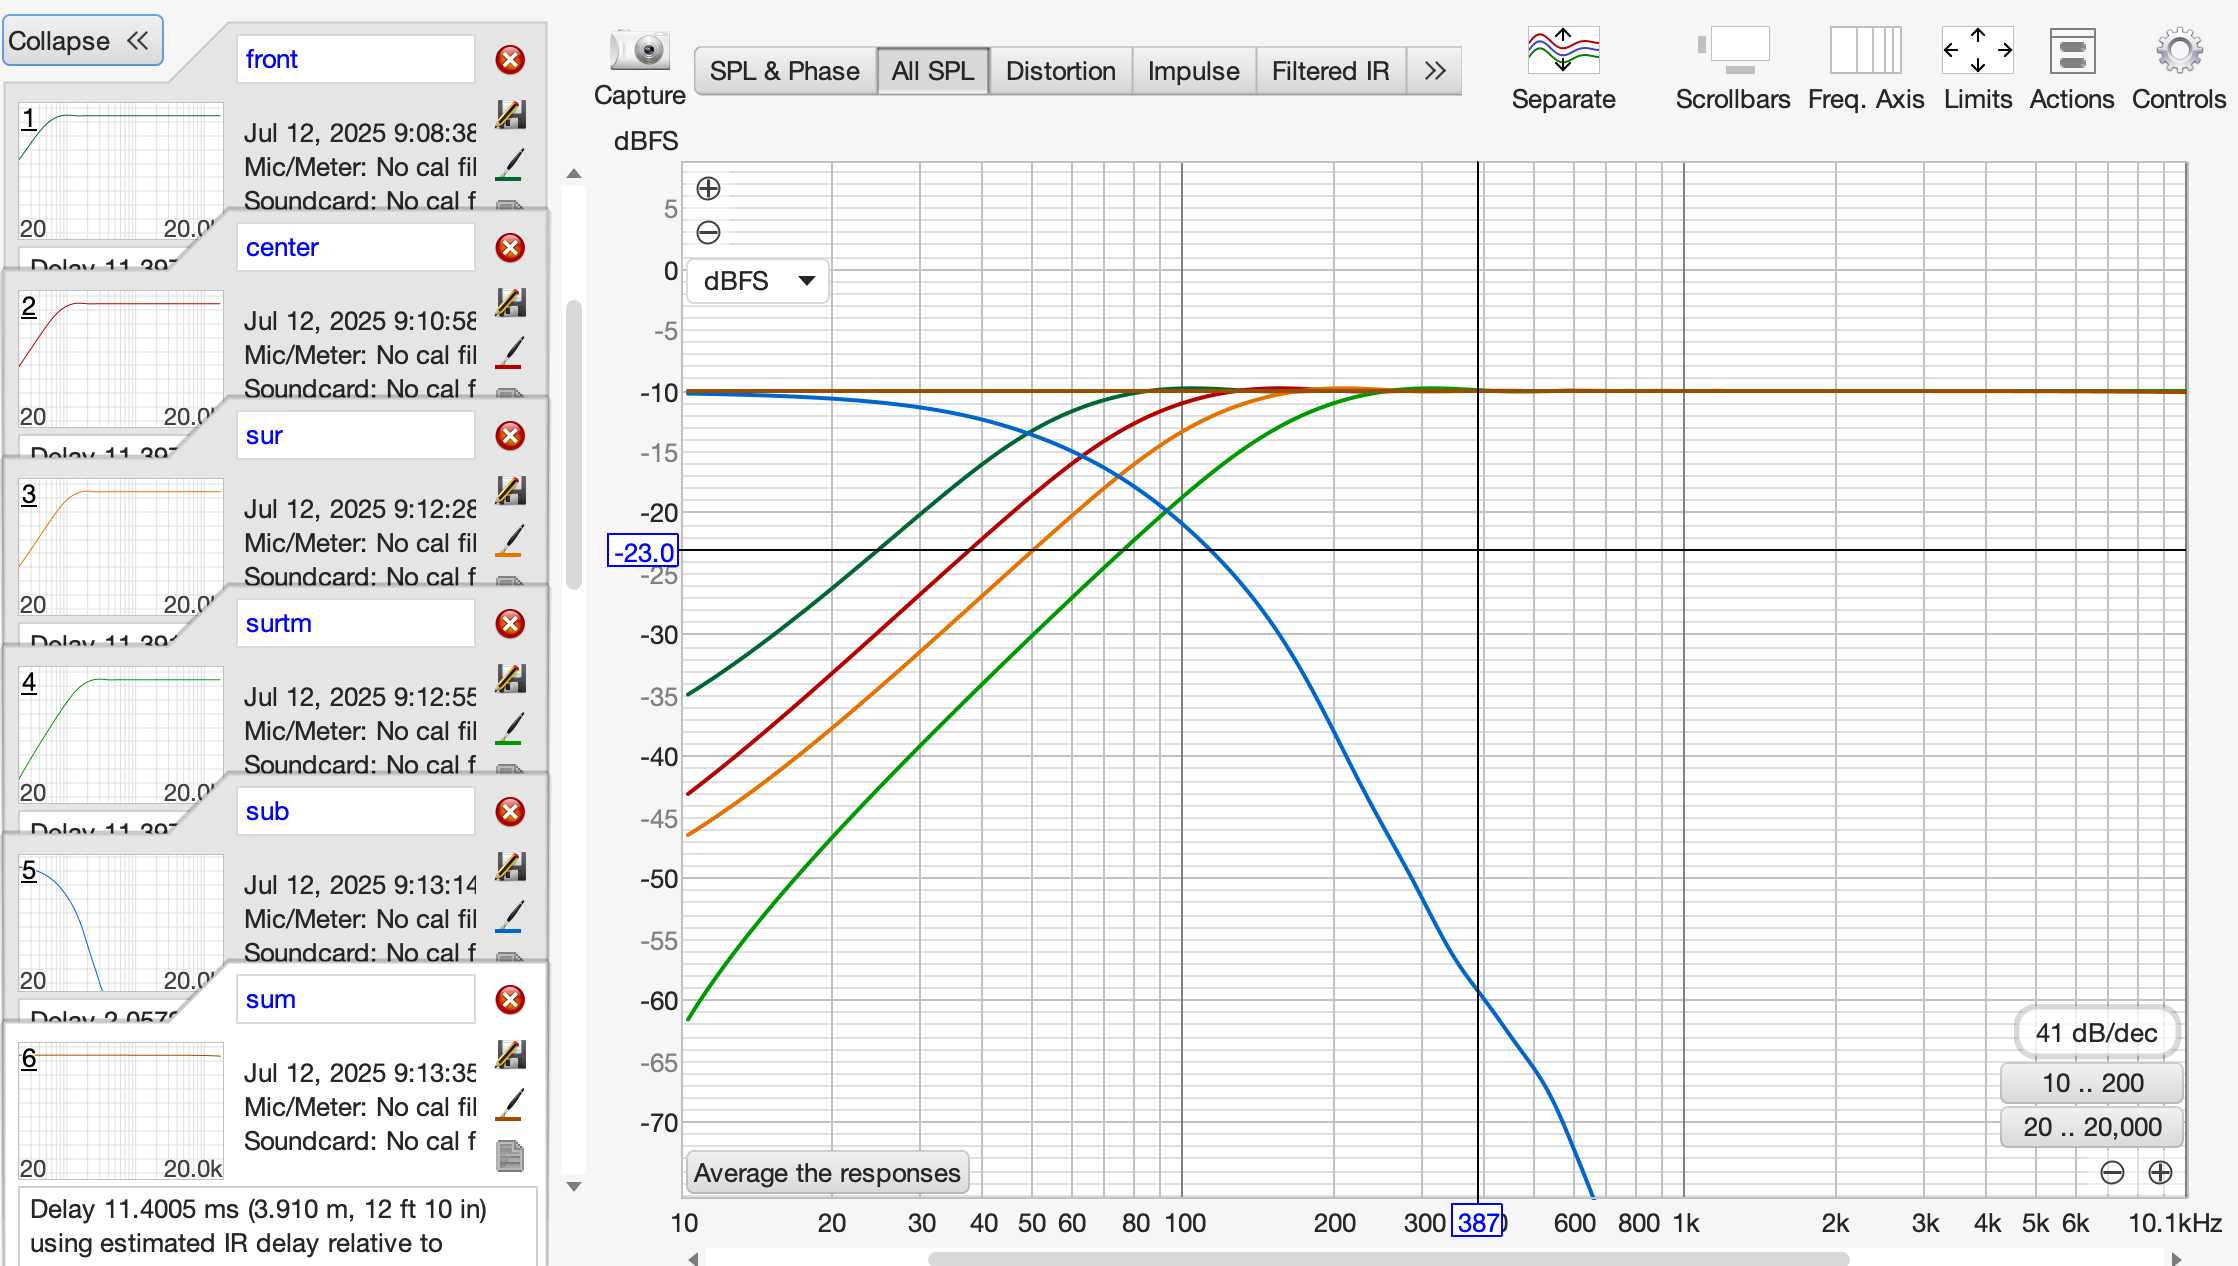 Collapse
front
1
Jul 12, 2025 9:08:38
Mic/Meter: No cal fil
Soundcard: No cal f
20 20.0
Delay 11.397
center
2
Jul 12, 2025 9:10:58
Mic/Meter: No cal fil
Soundcard: No cal f
20 20.0
Delay 11.397
sur
3
Jul 12, 2025 9:12:28
Mic/Meter: No cal fil
Soundcard: No cal f
20 20.0
Delay 11.391
surtm
4
Jul 12, 2025 9:12:55
Mic/Meter: No cal fil
Soundcard: No cal f
20 20.0
Delay 11.397
sub
5
Jul 12, 2025 9:13:14
Mic/Meter: No cal fil
Soundcard: No cal f
20 20.0
Delay 2.057
sum
6
Jul 12, 2025 9:13:35
Mic/Meter: No cal fil
Soundcard: No cal f
20 20.0k
Delay 11.4005 ms (3.910 m, 12 ft 10 in)
using estimated IR delay relative to
Capture
SPL & Phase All SPL Distortion Impulse Filtered IR
Separate Scrollbars Freq. Axis Limits Actions Controls
dBFS
5
0
dBFS
-5
-10
-15
-20
-23.0
-25
-30
-35
-40
-45
-50
-55
-60
-65
-70
41 dB/dec
10 .. 200
20 .. 20,000
Average the responses
10 20 30 40 50 60 80 100 200 300 387 600 800 1k 2k 3k 4k 5k 6k 10.1kHz